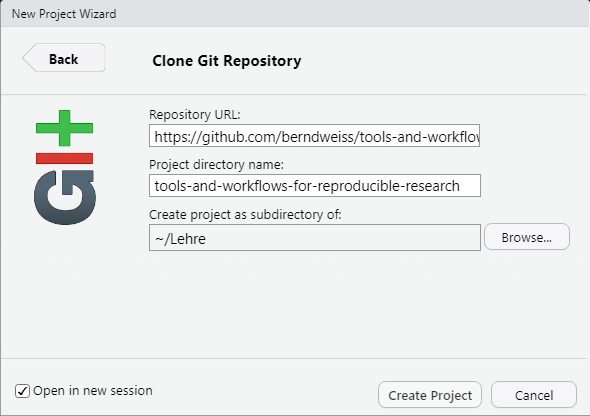 New Project Wizard
Back
Clone Git Repository
Repository URL:
https://github.com/berndweiss/tools-and-workflow
Project directory name:
tools-and-workflows-for-reproducible-research
Create project as subdirectory of:
~/Lehre
Browse...
GIt
Open in new session
Create Project
Cancel